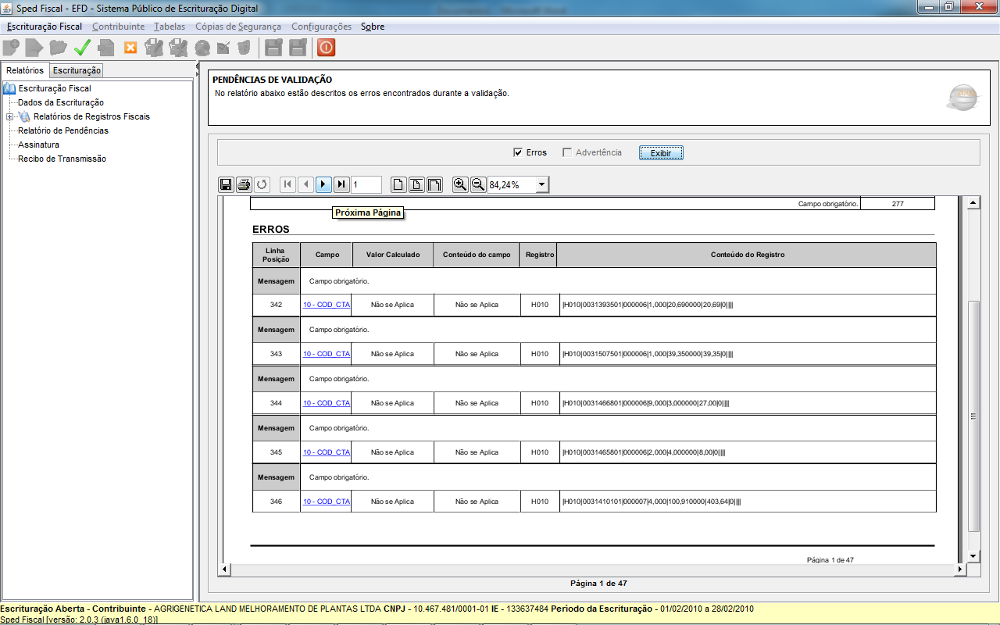 Sped Fiscal - EFD - Sistema Público de Escrituração Digital
Escrituração Fiscal Contribuinte Tabelas Cópias de Segurança Configurações Sobre
Relatórios Escrituração
Escrituração Fiscal
Dados da Escrituração
Relatórios de Registros Fiscais
Relatório de Pendências
Assinatura
Recibo de Transmissão
PENDÊNCIAS DE VALIDAÇÃO
No relatório abaixo estão descritos os erros encontrados durante a validação.
Erros Advertência Exibir
1 84,24%
Próxima Página
Campo obrigatório. 277
ERROS
Linha Posição Campo Valor Calculado Conteúdo do campo Registro Conteúdo do Registro
Mensagem Campo obrigatório.
342 10 - COD_CTA Não se Aplica Não se Aplica H010 |H010|0031393501|000006|1,000|20,690000|20,69|0||||
Mensagem Campo obrigatório.
343 10 - COD_CTA Não se Aplica Não se Aplica H010 |H010|0031507501|000006|1,000|39,350000|39,35|0||||
Mensagem Campo obrigatório.
344 10 - COD_CTA Não se Aplica Não se Aplica H010 |H010|0031466801|000006|9,000|3,000000|27,00|0||||
Mensagem Campo obrigatório.
345 10 - COD_CTA Não se Aplica Não se Aplica H010 |H010|0031465801|000006|2,000|4,000000|8,00|0||||
Mensagem Campo obrigatório.
346 10 - COD_CTA Não se Aplica Não se Aplica H010 |H010|0031410101|000007|4,000|100,910000|403,64|0||||
Página 1 de 47
Página 1 de 47
Escrituração Aberta - Contribuinte - AGRIGENETICA LAND MELHORAMENTO DE PLANTAS LTDA CNPJ - 10.467.481/0001-01 IE - 133637484 Período da Escrituração - 01/02/2010 a 28/02/2010
Sped Fiscal [versão: 2.0.3 (java1.6.0_18)]